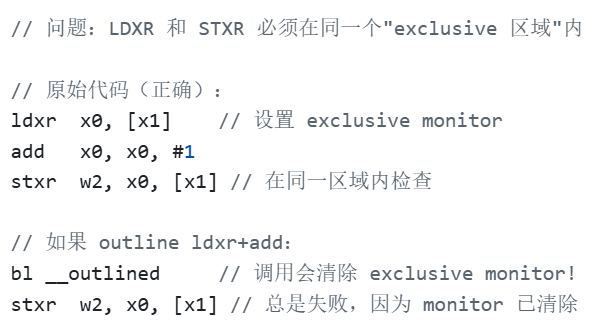 // 问题：LDXR 和 STXR 必须在同一个"exclusive 区域"内
// 原始代码（正确）：
ldxr  x0, [x1]    // 设置 exclusive monitor
add   x0, x0, #1
stxr  w2, x0, [x1] // 在同一区域内检查
// 如果 outline ldxr+add：
bl __outlined     // 调用会清除 exclusive monitor!
stxr  w2, x0, [x1] // 总是失败，因为 monitor 已清除